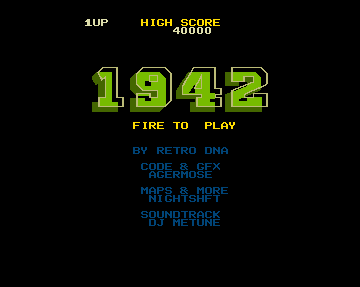 1UP HIGH SCORE
40000
1942
FIRE TO PLAY
BY RETRO DNA
CODE & GFX
AGERMOSE
MAPS & MORE
NIGHTSHFT
SOUNDTRACK
DJ METUNE